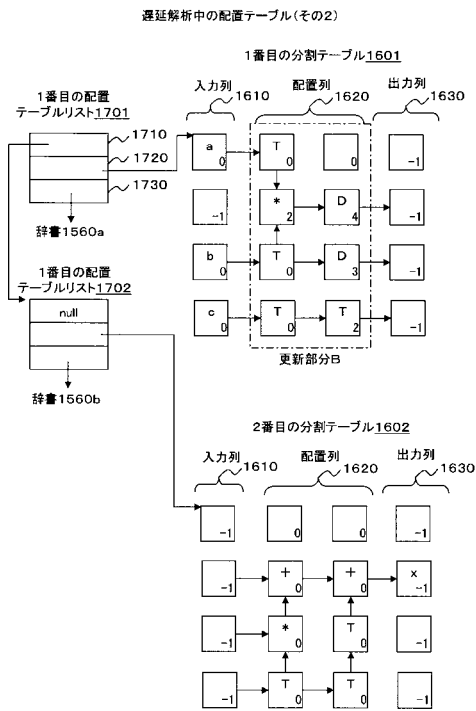 遅延解析中の配置テーブル(その2)
1番目の分割テーブル1601
入力列
1610
配置列
1620
出力列
1630
1番目の配置
テーブルリスト1701
1710
1720
1730
辞書1560a
a
0
T
0
0
-1
-1
*
2
D
4
-1
b
0
T
0
D
3
-1
c
0
T
0
T
2
-1
更新部分B
1番目の配置
テーブルリスト1702
null
辞書1560b
2番目の分割テーブル1602
入力列
1610
配置列
1620
出力列
1630
-1
0
0
-1
-1
+
0
+
0
x
-1
-1
*
0
T
0
-1
-1
T
0
T
0
-1